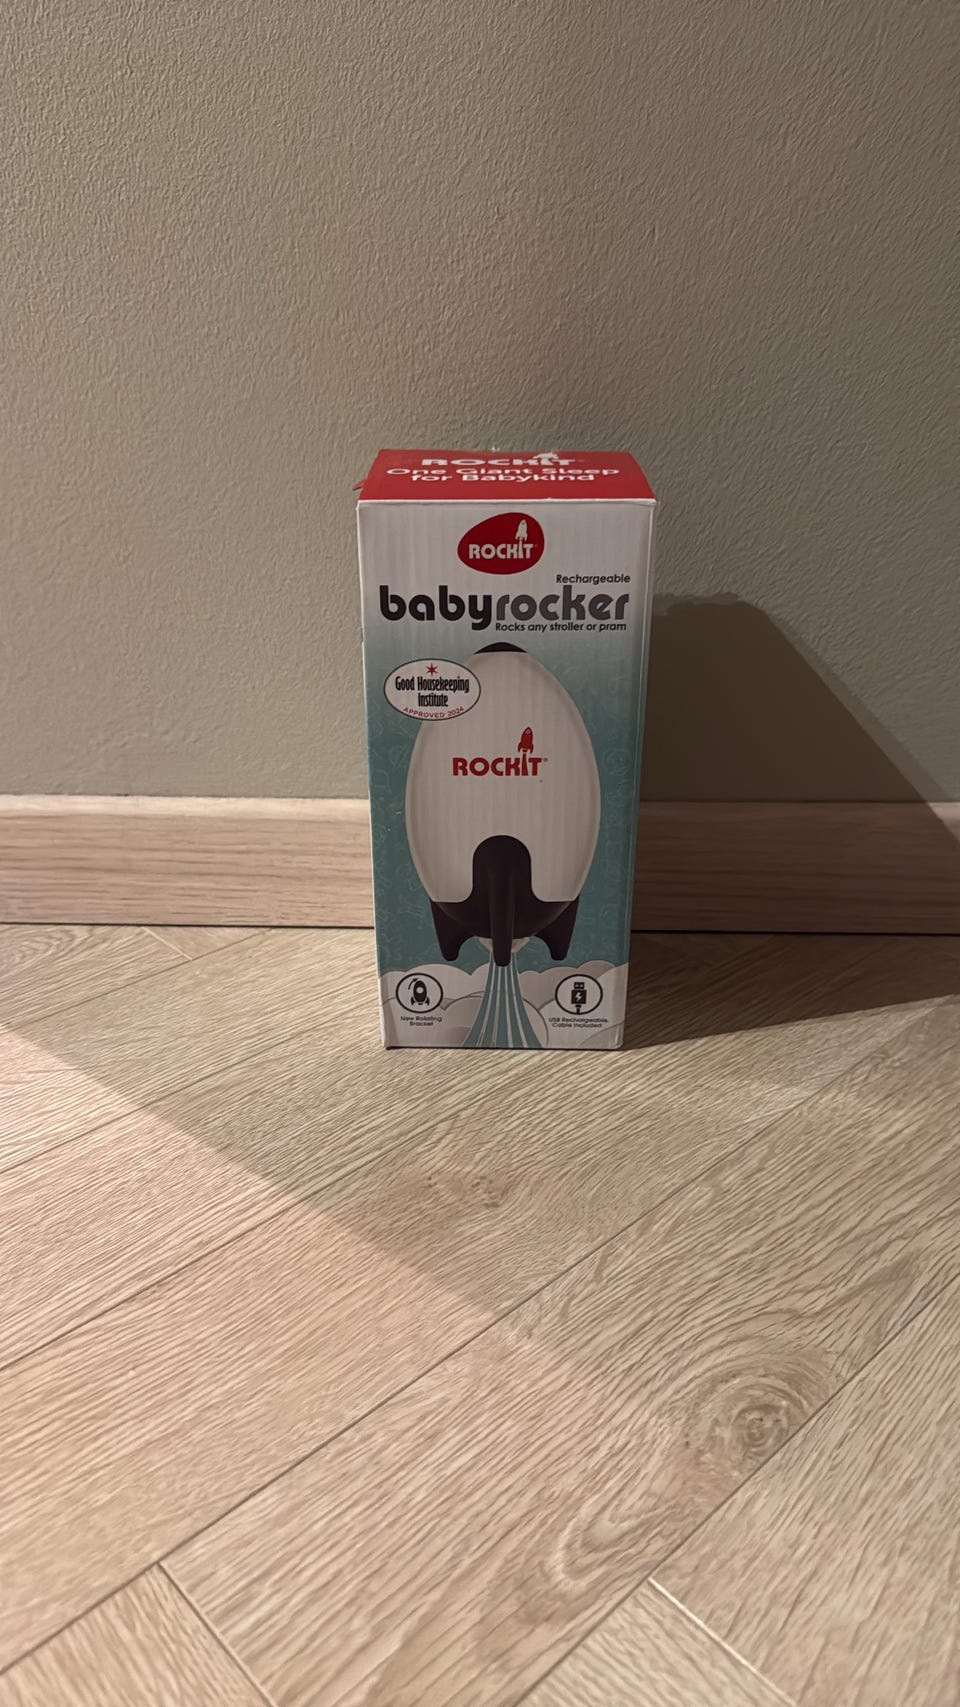 ROCKIT
One Giant Sleep
for Babykind
ROCKIT
Rechargeable
babyrocker
Rocks any stroller or pram
Good Housekeeping
Institute
APPROVED 2024
ROCKIT®
New Rotating
Bracket
USB Rechargeable,
Cable Included